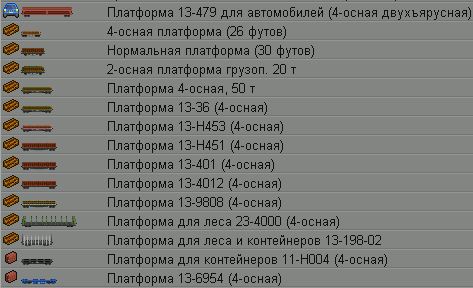 Платформа 13-479 для автомобилей (4-осная двухъярусная)
4-осная платформа (26 футов)
Нормальная платформа (30 футов)
2-осная платформа грузоп. 20 т
Платформа 4-осная, 50 т
Платформа 13-36 (4-осная)
Платформа 13-Н453 (4-осная)
Платформа 13-Н451 (4-осная)
Платформа 13-401 (4-осная)
Платформа 13-4012 (4-осная)
Платформа 13-9808 (4-осная)
Платформа для леса 23-4000 (4-осная)
Платформа для леса и контейнеров 13-198-02
Платформа для контейнеров 11-Н004 (4-осная)
Платформа 13-6954 (4-осная)